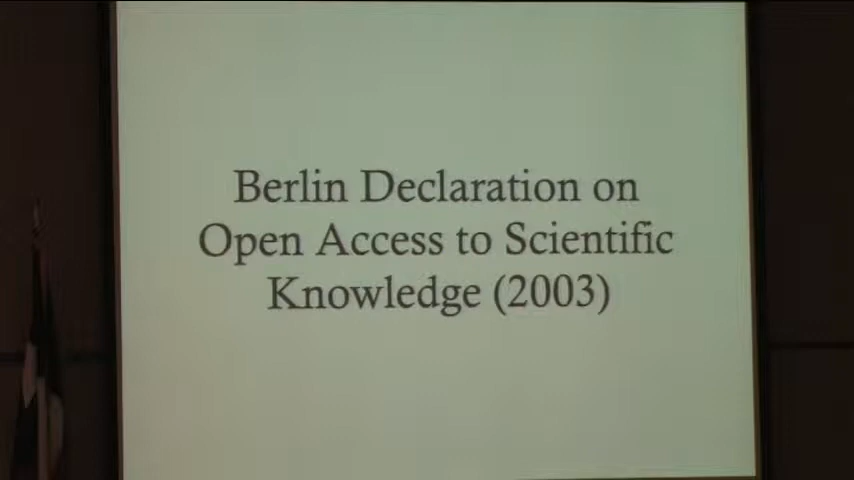 Berlin Declaration on
Open Access to Scientific
Knowledge (2003)